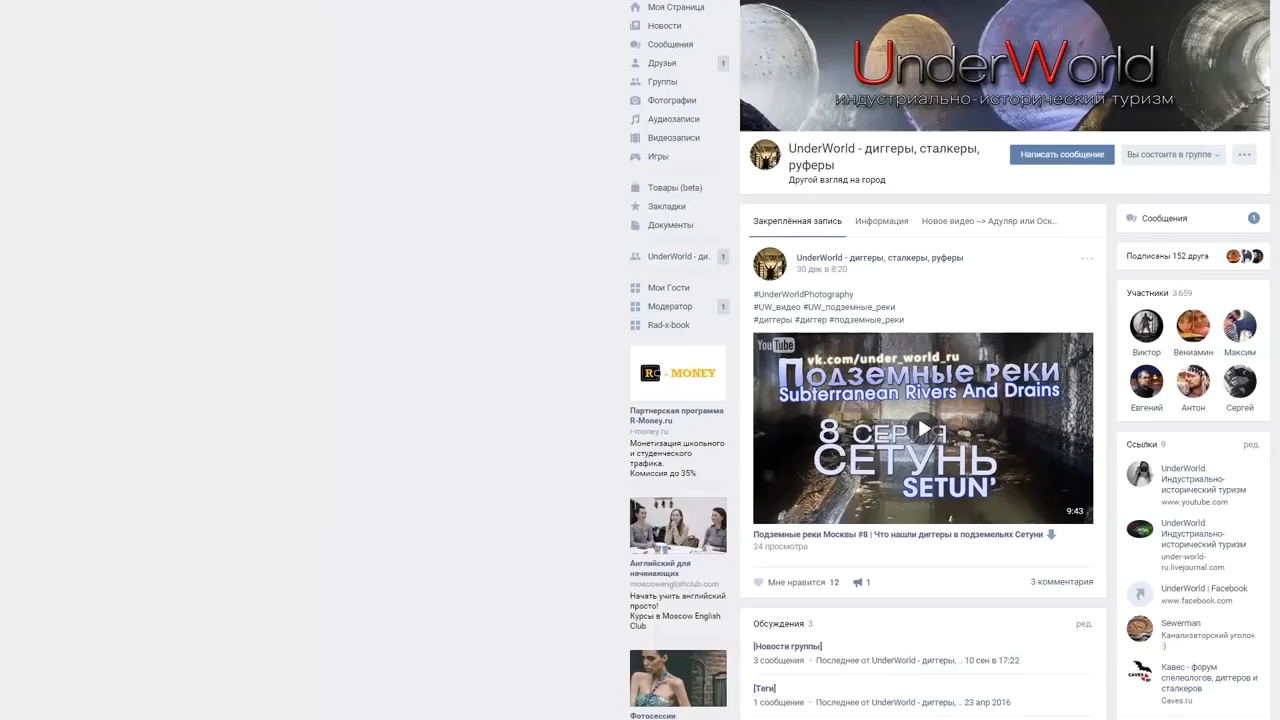 Моя Страница
Новости
Сообщения
Друзья 1
Группы
Фотографии
Аудиозаписи
Видеозаписи
Игры
Товары (beta)
Закладки
Документы
UnderWorld - ди.. 1
Мои Гости
Модератор 1
Rad-x-book
R - MONEY
Партнерская программа
R-Money.ru
r-money.ru
Монетизация школьного
и студенческого
трафика.
Комиссия до 35%
Английский для
начинающих
moscowenglishclub.com
Начать учить английский
просто!
Курсы в Moscow English
Club
Фотосессии
UnderWorld
индустриально-исторический туризм
UnderWorld - диггеры, сталкеры,
руферы
Другой взгляд на город
Написать сообщение
Вы состоите в группе
Закреплённая запись Информация Новое видео --> Адуляр или Оск...
UnderWorld - диггеры, сталкеры, руферы
30 дек в 8:20
#UnderWorldPhotography
#UW_видео #UW_подземные_реки
#диггеры #диггер #подземные_реки
YouTube
vk.com/under_world_ru
Подземные реки
Subterranean Rivers And Drains
8 СЕРИЯ
СЕТУНЬ
SETUN'
9:43
Подземные реки Москвы #8 | Что нашли диггеры в подземельях Сетуни
24 просмотра
Мне нравится 12 1 3 комментария
Обсуждения 3 ред.
[Новости группы]
3 сообщения · Последнее от UnderWorld - диггеры, .. 10 сен в 17:22
[Теги]
1 сообщение · Последнее от UnderWorld - диггеры, .. 23 апр 2016
Сообщения 1
Подписаны 152 друга
Участники 3 659
Виктор Вениамин Максим
Евгений Антон Сергей
Ссылки 9 ред.
UnderWorld.
Индустриально-
исторический туризм
www.youtube.com
UnderWorld.
Индустриально-
исторический туризм
under-world-
ru.livejournal.com
UnderWorld | Facebook
www.facebook.com
Sewerman
Канализаторский уголок
:)
CAVES
Кавес - форум
спелеологов, диггеров и
сталкеров
Caves.ru